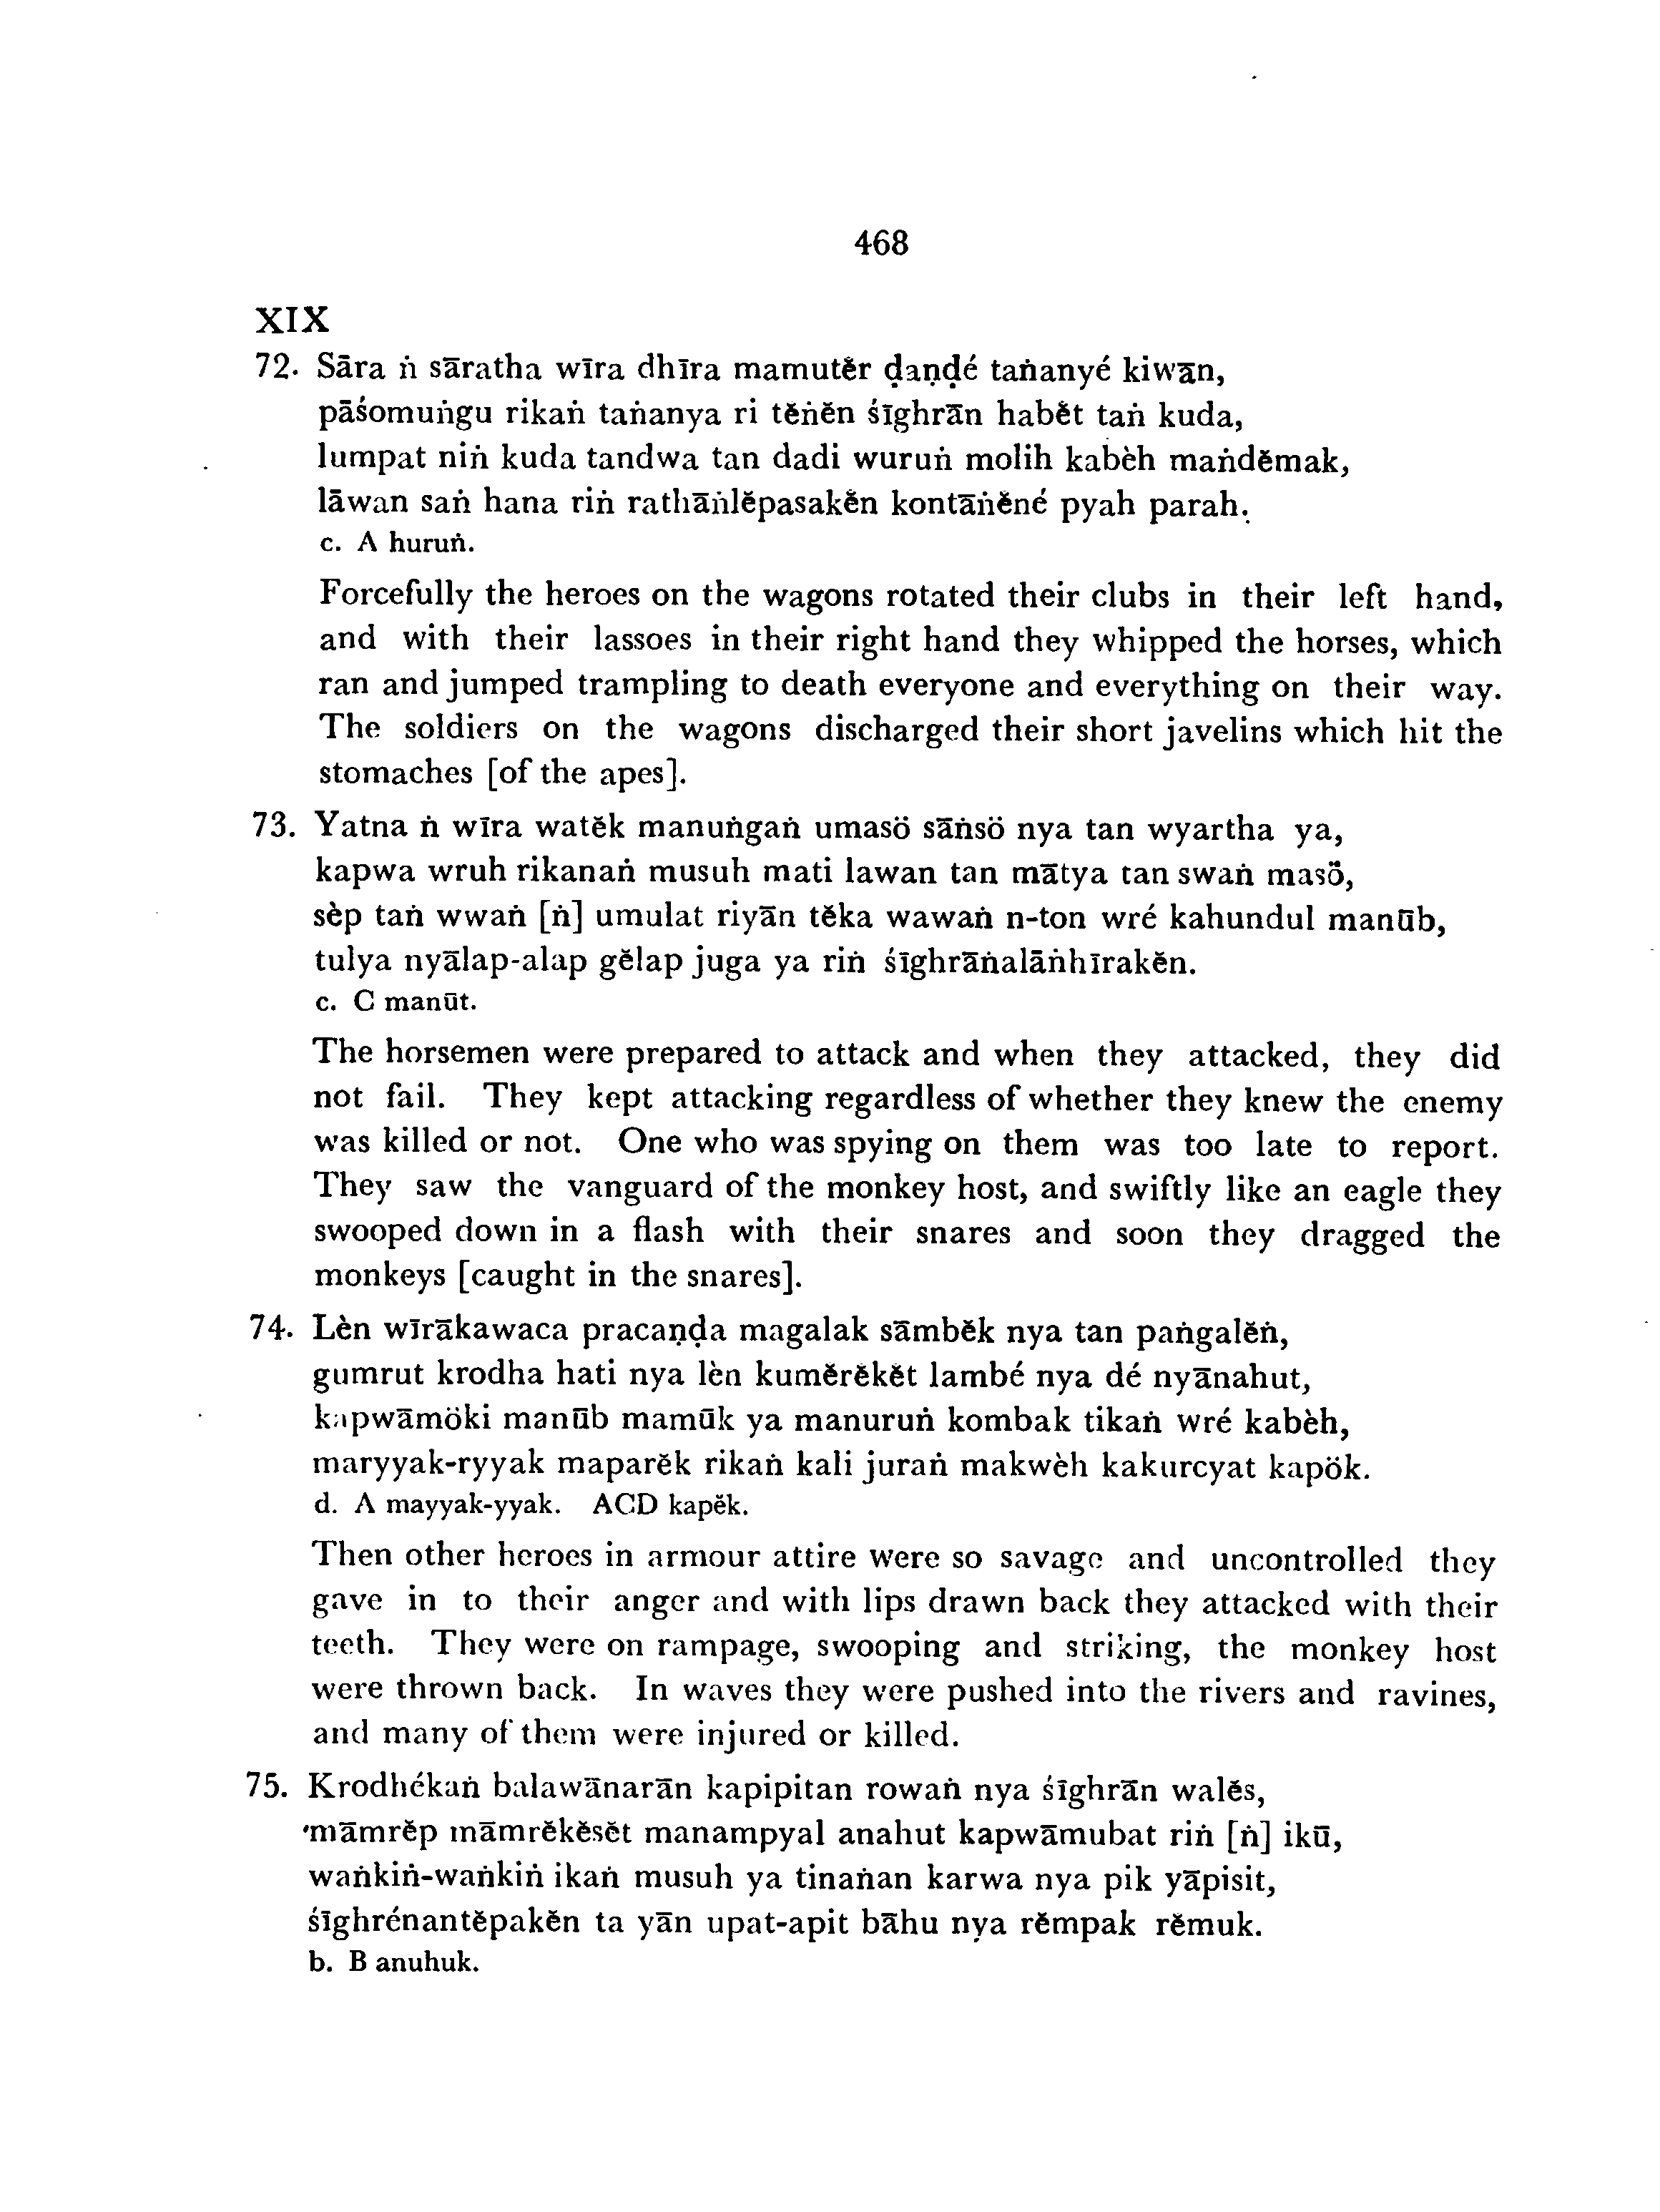 468
XIX
72. Sāra ṅ sāratha wīra dhīra mamutĕr ḍaṇḍé taṅanyé kiwān,
pāśomuṅgu rikaṅ taṅanya ri tĕṅĕn śīghrān habĕt taṅ kuda,
lumpat niṅ kuda tandwa tan dadi wuruṅ molih kabèh maṅdĕmak,
lāwan saṅ hana riṅ rathāṅlĕpasakĕn kontāṅĕné pyah parah.
c. A huruṅ.
Forcefully the heroes on the wagons rotated their clubs in their left hand,
and with their lassoes in their right hand they whipped the horses, which
ran and jumped trampling to death everyone and everything on their way.
The soldiers on the wagons discharged their short javelins which hit the
stomaches [of the apes].
73. Yatna ṅ wīra watĕk manuṅgaṅ umasö sāṅsö nya tan wyartha ya,
kapwa wruh rikanaṅ musuh mati lawan tan mātya tan swaṅ masö,
sèp taṅ wwaṅ [ṅ] umulat riyān tĕka wawaṅ n-ton wré kahundul manūb,
tulya nyālap-alap gĕlap juga ya riṅ śīghrāṅalāṅhīrakĕn.
c. C manūt.
The horsemen were prepared to attack and when they attacked, they did
not fail. They kept attacking regardless of whether they knew the enemy
was killed or not. One who was spying on them was too late to report.
They saw the vanguard of the monkey host, and swiftly like an eagle they
swooped down in a flash with their snares and soon they dragged the
monkeys [caught in the snares].
74. Lèn wīrākawaca pracaṇḍa magalak sāmbĕk nya tan paṅgalĕṅ,
gumrut krodha hati nya lèn kumĕrĕkĕt lambé nya dé nyānahut,
kapwāmöki manūb mamūk ya manuruṅ kombak tikaṅ wré kabèh,
maryyak-ryyak maparĕk rikaṅ kali juraṅ makwèh kakurcyat kapök.
d. A mayyak-yyak. ACD kapĕk.
Then other heroes in armour attire were so savage and uncontrolled they
gave in to their anger and with lips drawn back they attacked with their
teeth. They were on rampage, swooping and striking, the monkey host
were thrown back. In waves they were pushed into the rivers and ravines,
and many of them were injured or killed.
75. Krodhékaṅ balawānarān kapipitan rowaṅ nya śīghrān walĕs,
'māmrĕp māmrĕkĕsĕt manampyal anahut kapwāmubat riṅ [ṅ] ikū,
waṅkiṅ-waṅkiṅ ikaṅ musuh ya tinaṅan karwa nya pik yāpisit,
śīghrénantĕpakĕn ta yān upat-apit bāhu nya rĕmpak rĕmuk.
b. B anuhuk.